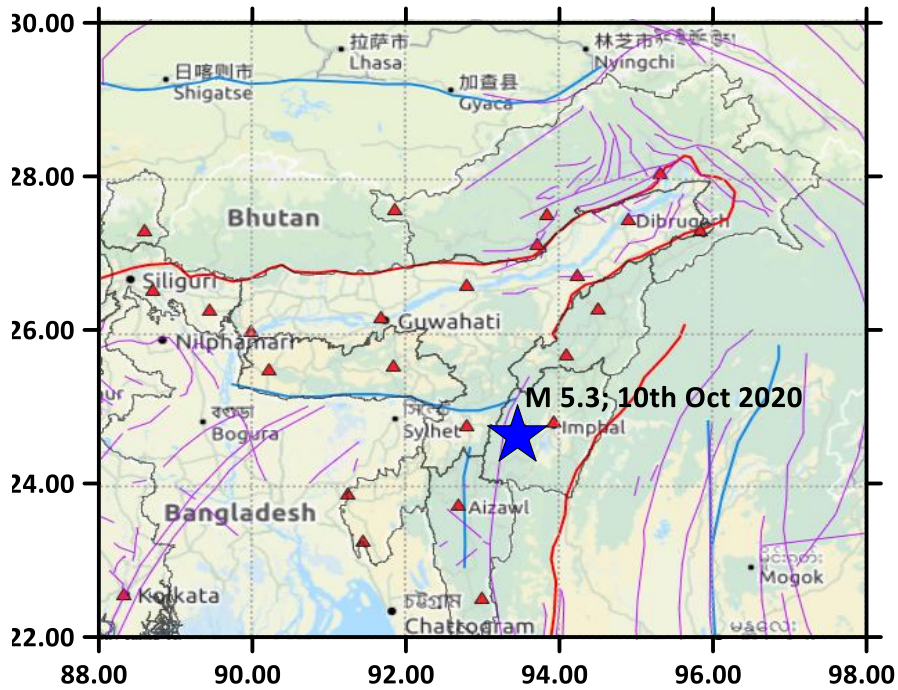 30.00
拉萨市
Lhasa
林芝市
Nyingchi
日喀则市
Shigatse
加查县
Gyaca
28.00
Bhutan
Dibrugarh
Siliguri
26.00
Guwahati
Nilphamari
M 5.3; 10th Oct 2020
বগুড়া
Bogura
Sylhet
Imphal
24.00
Aizawl
Bangladesh
Mogok
Kolkata
চট্টগ্রাম
Chattogram
22.00
88.00 90.00 92.00 94.00 96.00 98.00